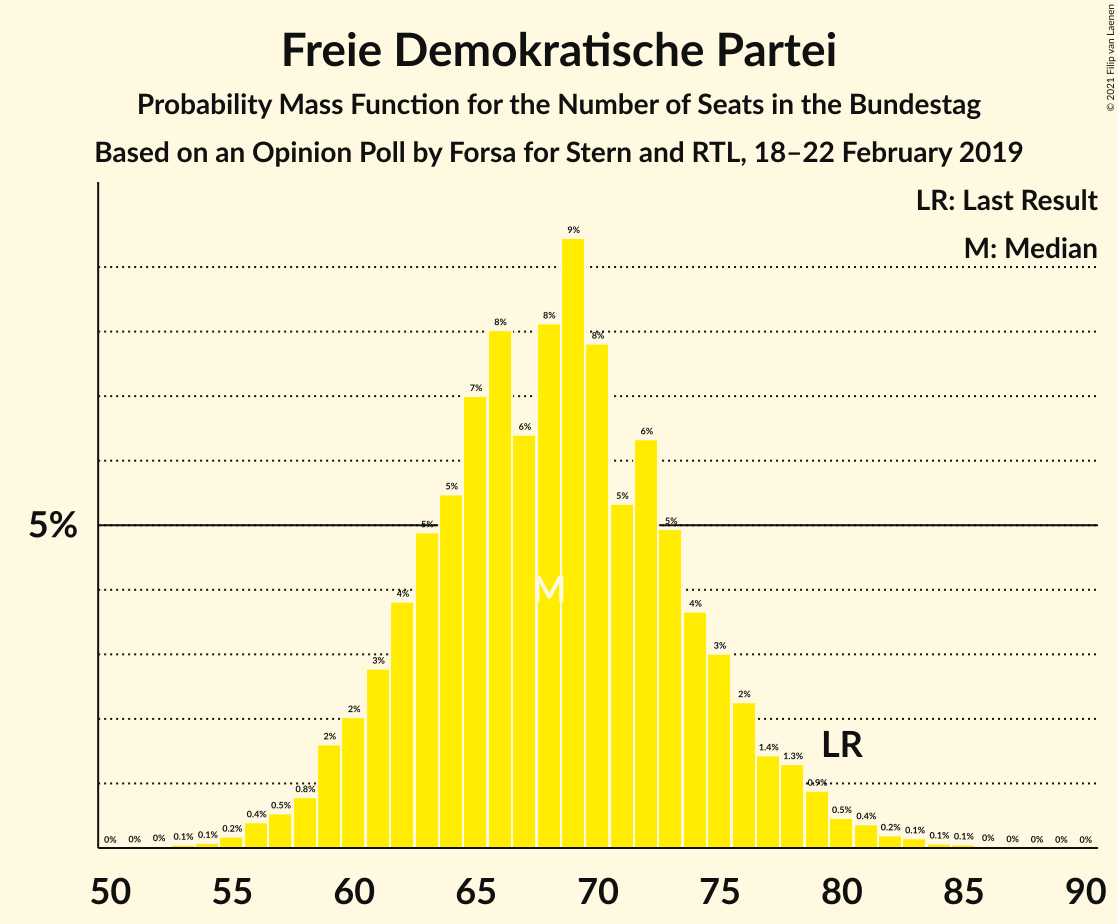 Freie Demokratische Partei
Probability Mass Function for the Number of Seats in the Bundestag
Based on an Opinion Poll by Forsa for Stern and RTL, 18–22 February 2019
© 2021 Filip van Laenen
LR: Last Result
M: Median
5%
0% 0% 0% 0.1% 0.1% 0.2% 0.4% 0.5% 0.8% 2% 2% 3% 4% 5% 5% 7% 8% 6% 8% 9% 8% 5% 6% 5% 4% 3% 2% 1.4% 1.3% 0.9% 0.5% 0.4% 0.2% 0.1% 0.1% 0.1% 0% 0% 0% 0% 0%
M
LR
50 55 60 65 70 75 80 85 90